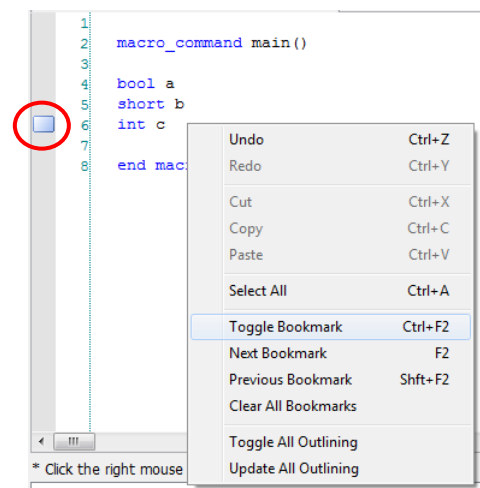 1
2 macro_command main()
3
4 bool a
5 short b
6 int c
7
8 end mac
Undo Ctrl+Z
Redo Ctrl+Y
Cut Ctrl+X
Copy Ctrl+C
Paste Ctrl+V
Select All Ctrl+A
Toggle Bookmark Ctrl+F2
Next Bookmark F2
Previous Bookmark Shft+F2
Clear All Bookmarks
Toggle All Outlining
Update All Outlining
* Click the right mouse